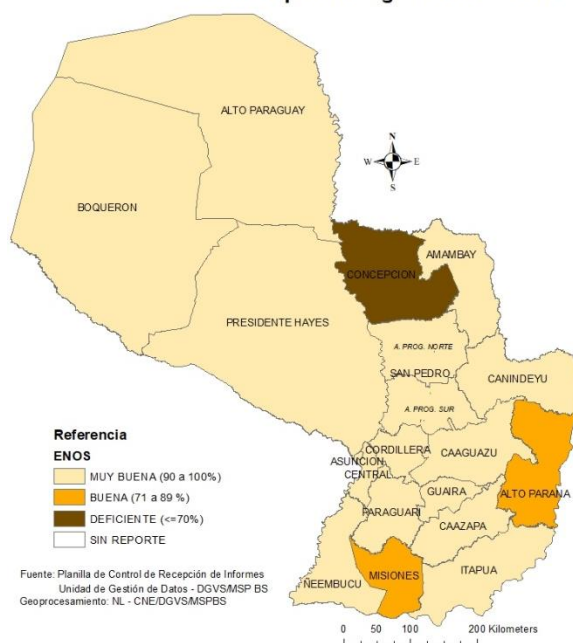 ALTO PARAGUAY
N
W E
S
BOQUERON
CONCEPCION
AMAMBAY
PRESIDENTE HAYES
A. PROG. NORTE
SAN PEDRO
CANINDEYU
A. PROG. SUR
Referencia
ENOS
MUY BUENA (90 a 100%)
BUENA (71 a 89 %)
DEFICIENTE (<=70%)
SIN REPORTE
CORDILLERA
CAAGUAZU
ASUNCION
CENTRAL
GUAIRA
ALTO PARANA
PARAGUARI
CAAZAPA
ÑEEMBUCU
MISIONES
ITAPUA
Fuente: Planilla de Control de Recepción de Informes
Unidad de Gestión de Datos - DGVS/MSP BS
Geoprocesamiento: NL - CNE/DGVS/MSPBS
0 50 100 200 Kilometers